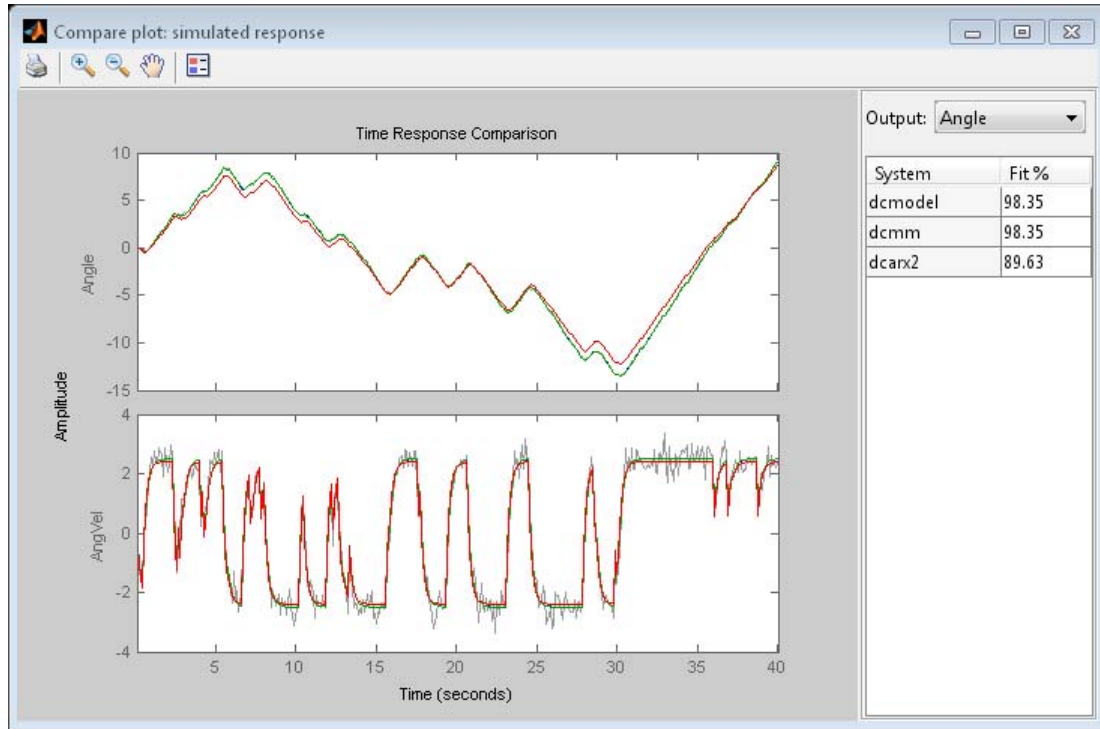 Compare plot: simulated response
Output: Angle
Time Response Comparison
System Fit %
dcmodel 98.35
dcmm 98.35
dcarx2 89.63
Amplitude
Angle
10
5
0
-5
-10
-15
AngVel
4
2
0
-2
-4
5 10 15 20 25 30 35 40
Time (seconds)